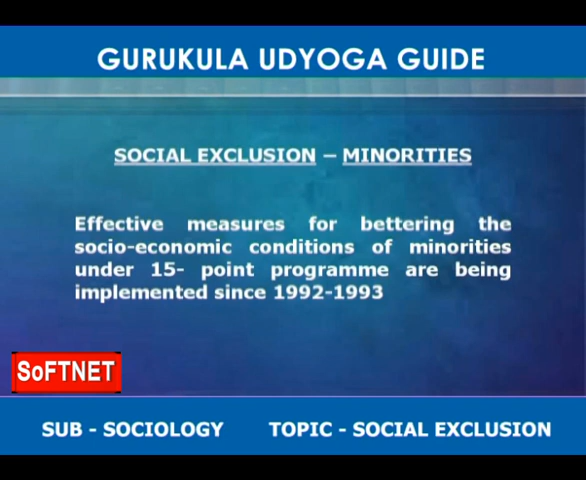 GURUKULA UDYOGA GUIDE
SOCIAL EXCLUSION – MINORITIES
Effective measures for bettering the
socio-economic conditions of minorities
under 15- point programme are being
implemented since 1992-1993
SoFTNET
SUB - SOCIOLOGY TOPIC - SOCIAL EXCLUSION